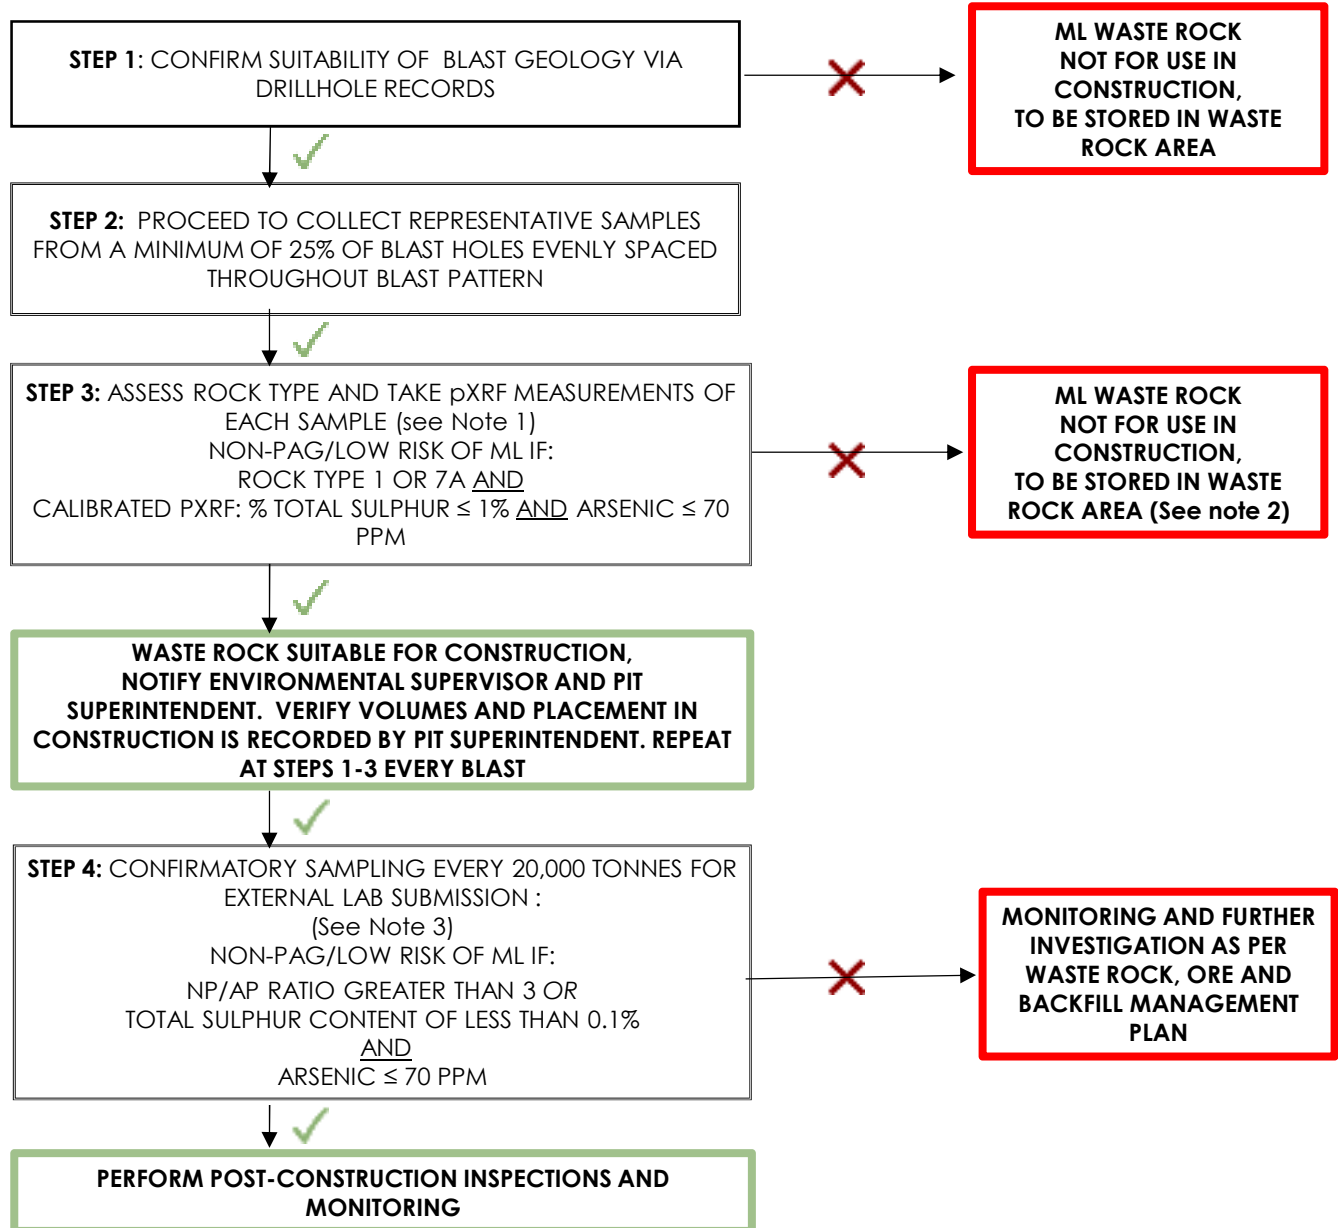 STEP 1: CONFIRM SUITABILITY OF BLAST GEOLOGY VIA
DRILLHOLE RECORDS
ML WASTE ROCK
NOT FOR USE IN
CONSTRUCTION,
TO BE STORED IN WASTE
ROCK AREA
STEP 2: PROCEED TO COLLECT REPRESENTATIVE SAMPLES
FROM A MINIMUM OF 25% OF BLAST HOLES EVENLY SPACED
THROUGHOUT BLAST PATTERN
STEP 3: ASSESS ROCK TYPE AND TAKE pXRF MEASUREMENTS OF
EACH SAMPLE (see Note 1)
NON-PAG/LOW RISK OF ML IF:
ROCK TYPE 1 OR 7A AND
CALIBRATED PXRF: % TOTAL SULPHUR ≤ 1% AND ARSENIC ≤ 70
PPM
ML WASTE ROCK
NOT FOR USE IN
CONSTRUCTION,
TO BE STORED IN WASTE
ROCK AREA (See note 2)
WASTE ROCK SUITABLE FOR CONSTRUCTION,
NOTIFY ENVIRONMENTAL SUPERVISOR AND PIT
SUPERINTENDENT. VERIFY VOLUMES AND PLACEMENT IN
CONSTRUCTION IS RECORDED BY PIT SUPERINTENDENT. REPEAT
AT STEPS 1-3 EVERY BLAST
STEP 4: CONFIRMATORY SAMPLING EVERY 20,000 TONNES FOR
EXTERNAL LAB SUBMISSION :
(See Note 3)
NON-PAG/LOW RISK OF ML IF:
NP/AP RATIO GREATER THAN 3 OR
TOTAL SULPHUR CONTENT OF LESS THAN 0.1%
AND
ARSENIC ≤ 70 PPM
MONITORING AND FURTHER
INVESTIGATION AS PER
WASTE ROCK, ORE AND
BACKFILL MANAGEMENT
PLAN
PERFORM POST-CONSTRUCTION INSPECTIONS AND
MONITORING